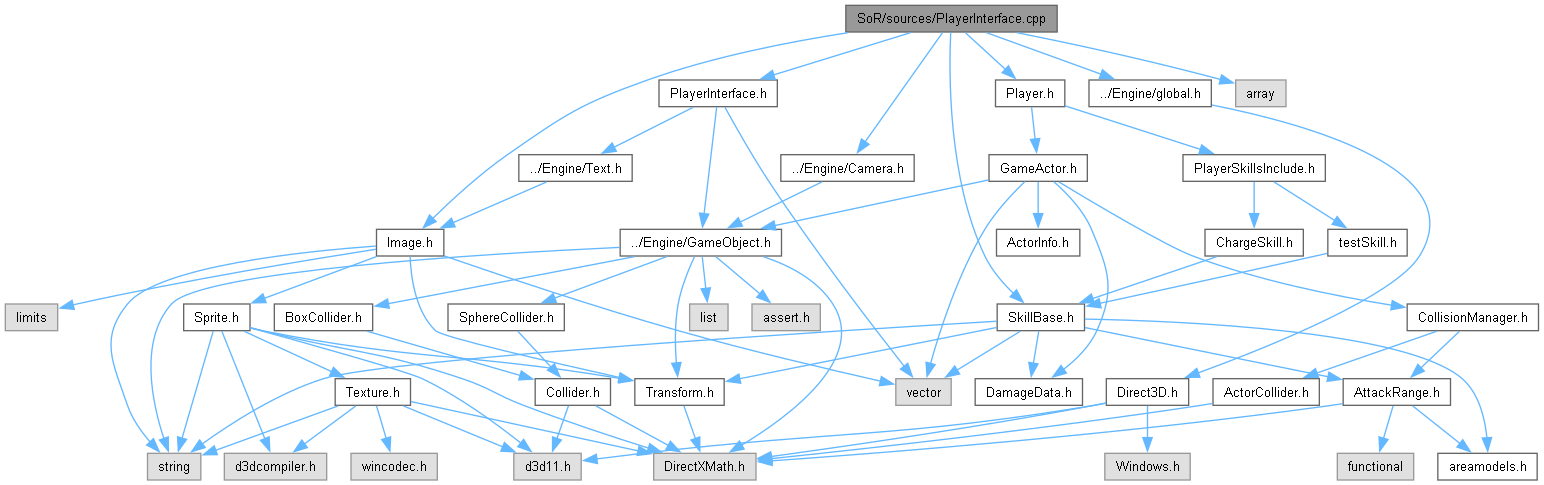 SoR/sources/PlayerInterface.cpp
PlayerInterface.h
Player.h
../Engine/global.h
array
../Engine/Text.h
../Engine/Camera.h
GameActor.h
PlayerSkillsInclude.h
Image.h
../Engine/GameObject.h
ActorInfo.h
ChargeSkill.h
testSkill.h
limits
Sprite.h
BoxCollider.h
SphereCollider.h
list
assert.h
SkillBase.h
CollisionManager.h
Texture.h
Collider.h
Transform.h
vector
DamageData.h
Direct3D.h
ActorCollider.h
AttackRange.h
string
d3dcompiler.h
wincodec.h
d3d11.h
DirectXMath.h
Windows.h
functional
areamodels.h